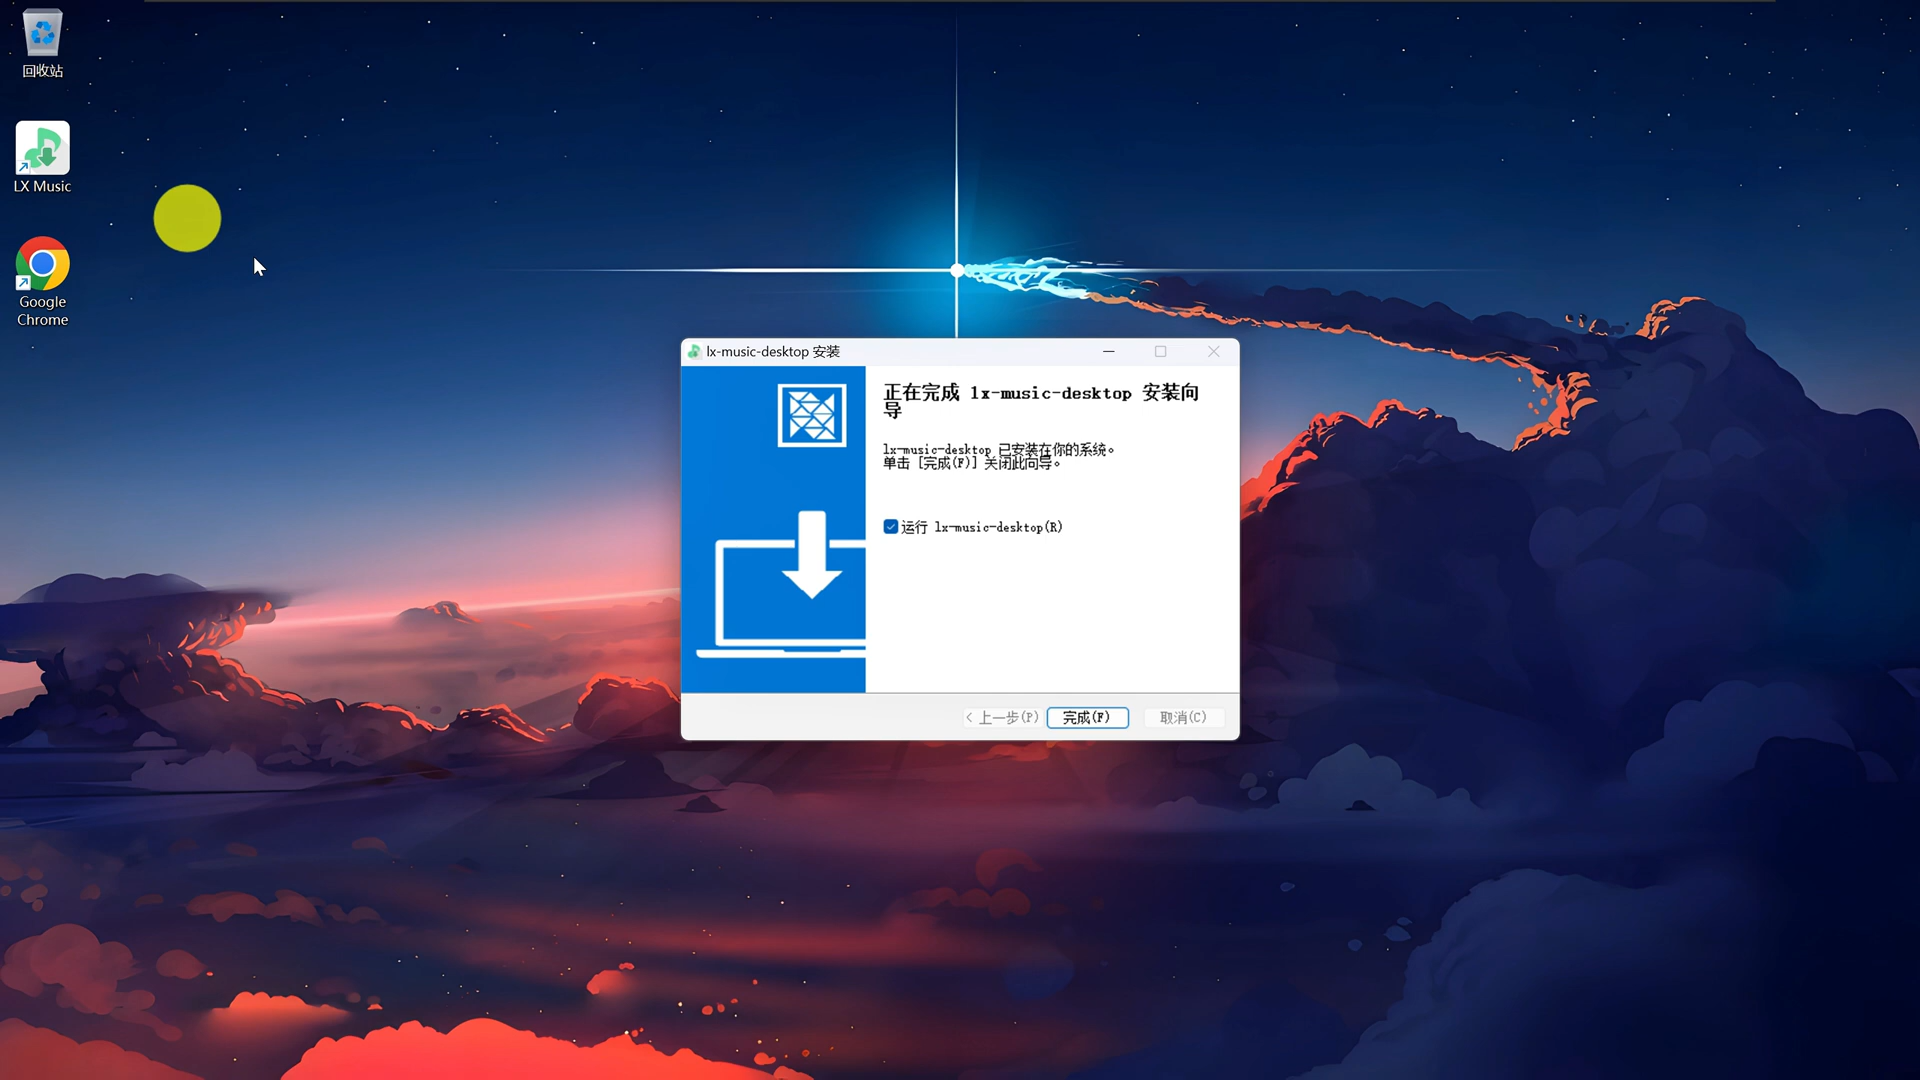 回收站
LX Music
Google
Chrome
lx-music-desktop 安装
正在完成 lx-music-desktop 安装向
导
lx-music-desktop 已安装在你的系统。
单击 [完成(F)] 关闭此向导。
运行 lx-music-desktop(R)
< 上一步(P)
完成(F)
取消(C)